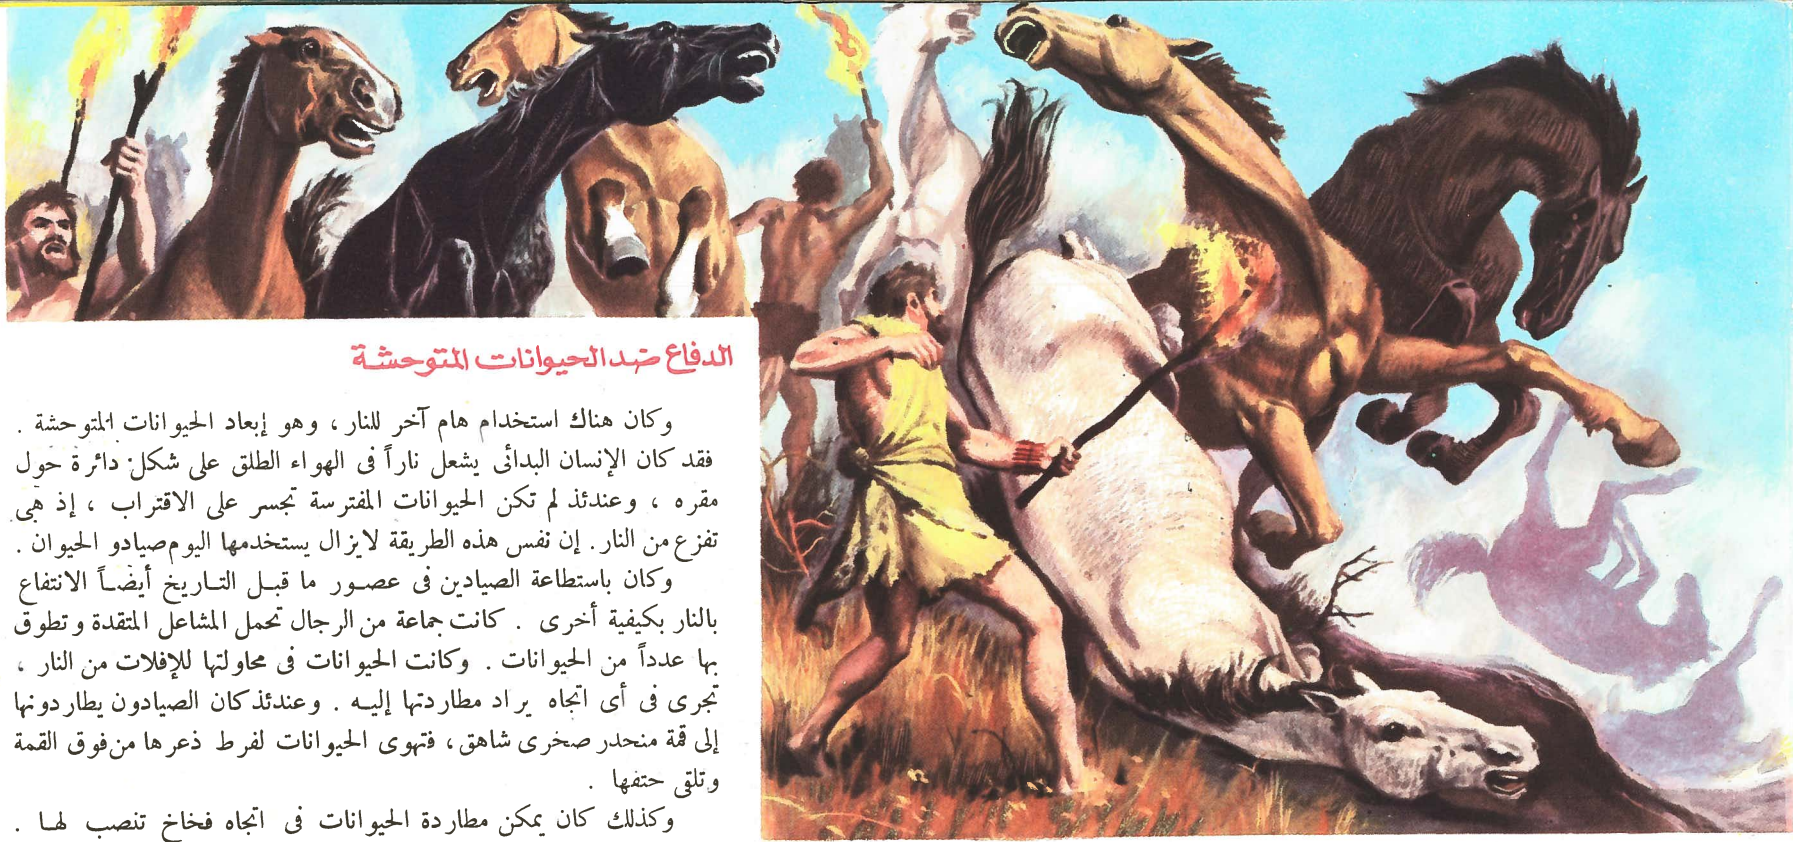 الدفاع ضد الحيوانات المتوحشة
وكان هناك استخدام هام آخر للنار ، وهو إبعاد الحيوانات المتوحشة .
فقد كان الإنسان البدائى يشعل ناراً فى الهواء الطلق على شكل دائرة حول
مقره ، وعندئذ لم تكن الحيوانات المفترسة تجسر على الاقتراب ، إذ هى
تفزع من النار . إن نفس هذه الطريقة لايزال يستخدمها اليوم صيادو الحيوان .
وكان باستطاعة الصيادين فى عصور ما قبل التاريخ أيضاً الانتفاع
بالنار بكيفية أخرى . كانت جماعة من الرجال تحمل المشاعل المتقدة وتطوق
بها عدداً من الحيوانات . وكانت الحيوانات فى محاولتها للإفلات من النار ،
تجرى فى أى اتجاه يراد مطاردتها إليه . وعندئذ كان الصيادون يطاردونها
إلى قمة منحدر صخرى شاهق ، فتهوى الحيوانات لفرط ذعرها من فوق القمة
وتلقى حتفها .
وكذلك كان يمكن مطاردة الحيوانات فى اتجاه فخاخ تنصب لها .